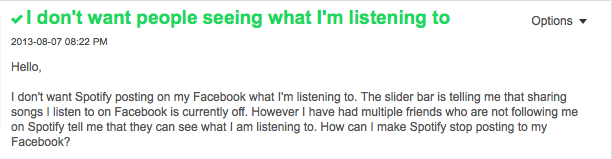 ✓I don't want people seeing what I'm listening to
Options ▼
2013-08-07 08:22 PM
Hello,
I don't want Spotify posting on my Facebook what I'm listening to. The slider bar is telling me that sharing
songs I listen to on Facebook is currently off. However I have had multiple friends who are not following me
on Spotify tell me that they can see what I am listening to. How can I make Spotify stop posting to my
Facebook?